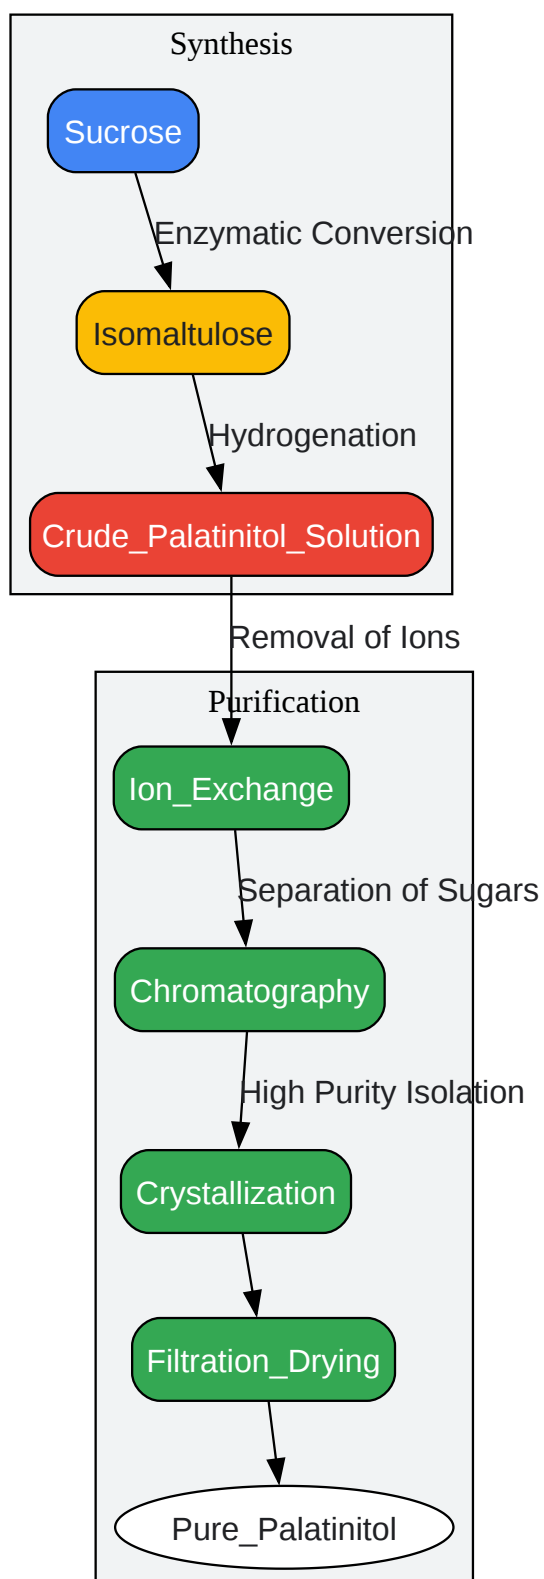 Synthesis
Sucrose
Enzymatic Conversion
Isomaltulose
Hydrogenation
Crude_Palatinitol_Solution
Removal of Ions
Purification
Ion_Exchange
Separation of Sugars
Chromatography
High Purity Isolation
Crystallization
Filtration_Drying
Pure_Palatinitol